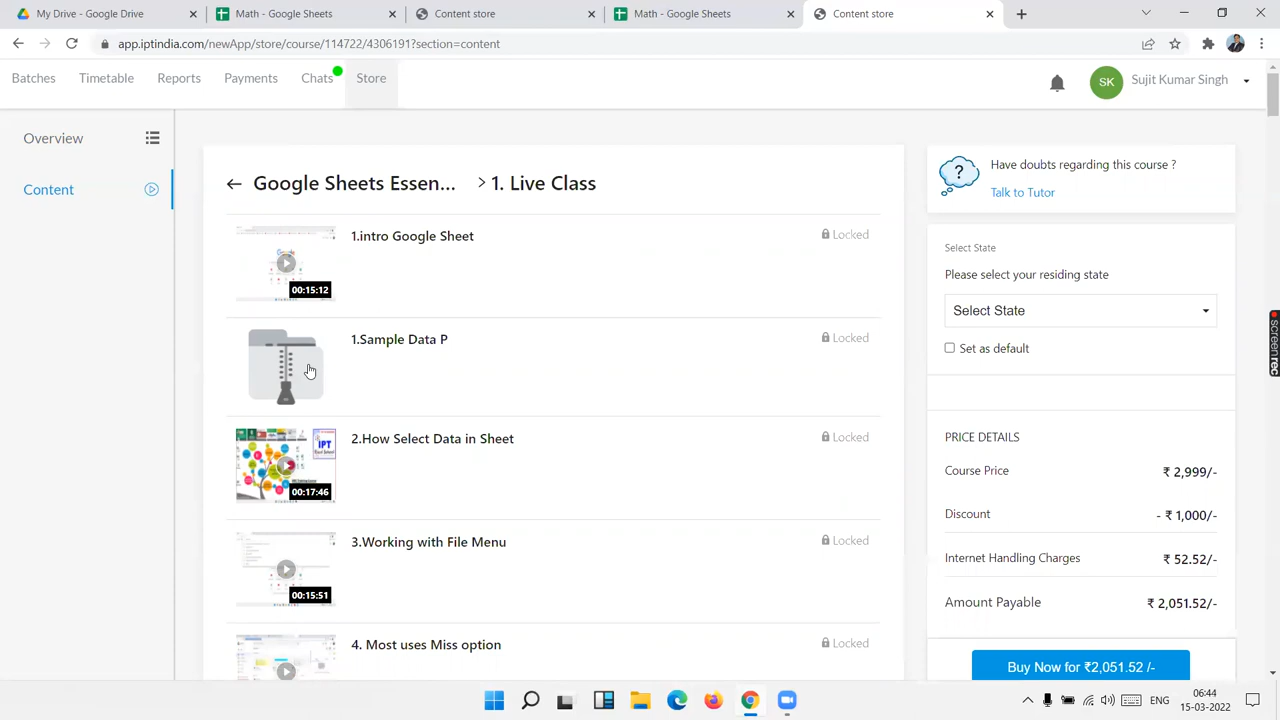 My Drive - Google Drive
Math - Google Sheets
Content store
Math - Google Sheets
Content store
app.iptindia.com/newApp/store/course/114722/4306191?section=content
Batches Timetable Reports Payments Chats Store
SK Sujit Kumar Singh
Overview
Content
Google Sheets Essen... > 1. Live Class
1.intro Google Sheet
Locked
00:15:12
1.Sample Data P
Locked
2.How Select Data in Sheet
Locked
IPT
00:17:46
3.Working with File Menu
Locked
00:15:51
4. Most uses Miss option
Locked
Have doubts regarding this course ?
Talk to Tutor
Select State
Please select your residing state
Select State
Set as default
PRICE DETAILS
Course Price ₹ 2,999/-
Discount - ₹ 1,000/-
Internet Handling Charges ₹ 52.52/-
Amount Payable ₹ 2,051.52/-
Buy Now for ₹2,051.52 /-
screenrec
ENG
06:44
15-03-2022